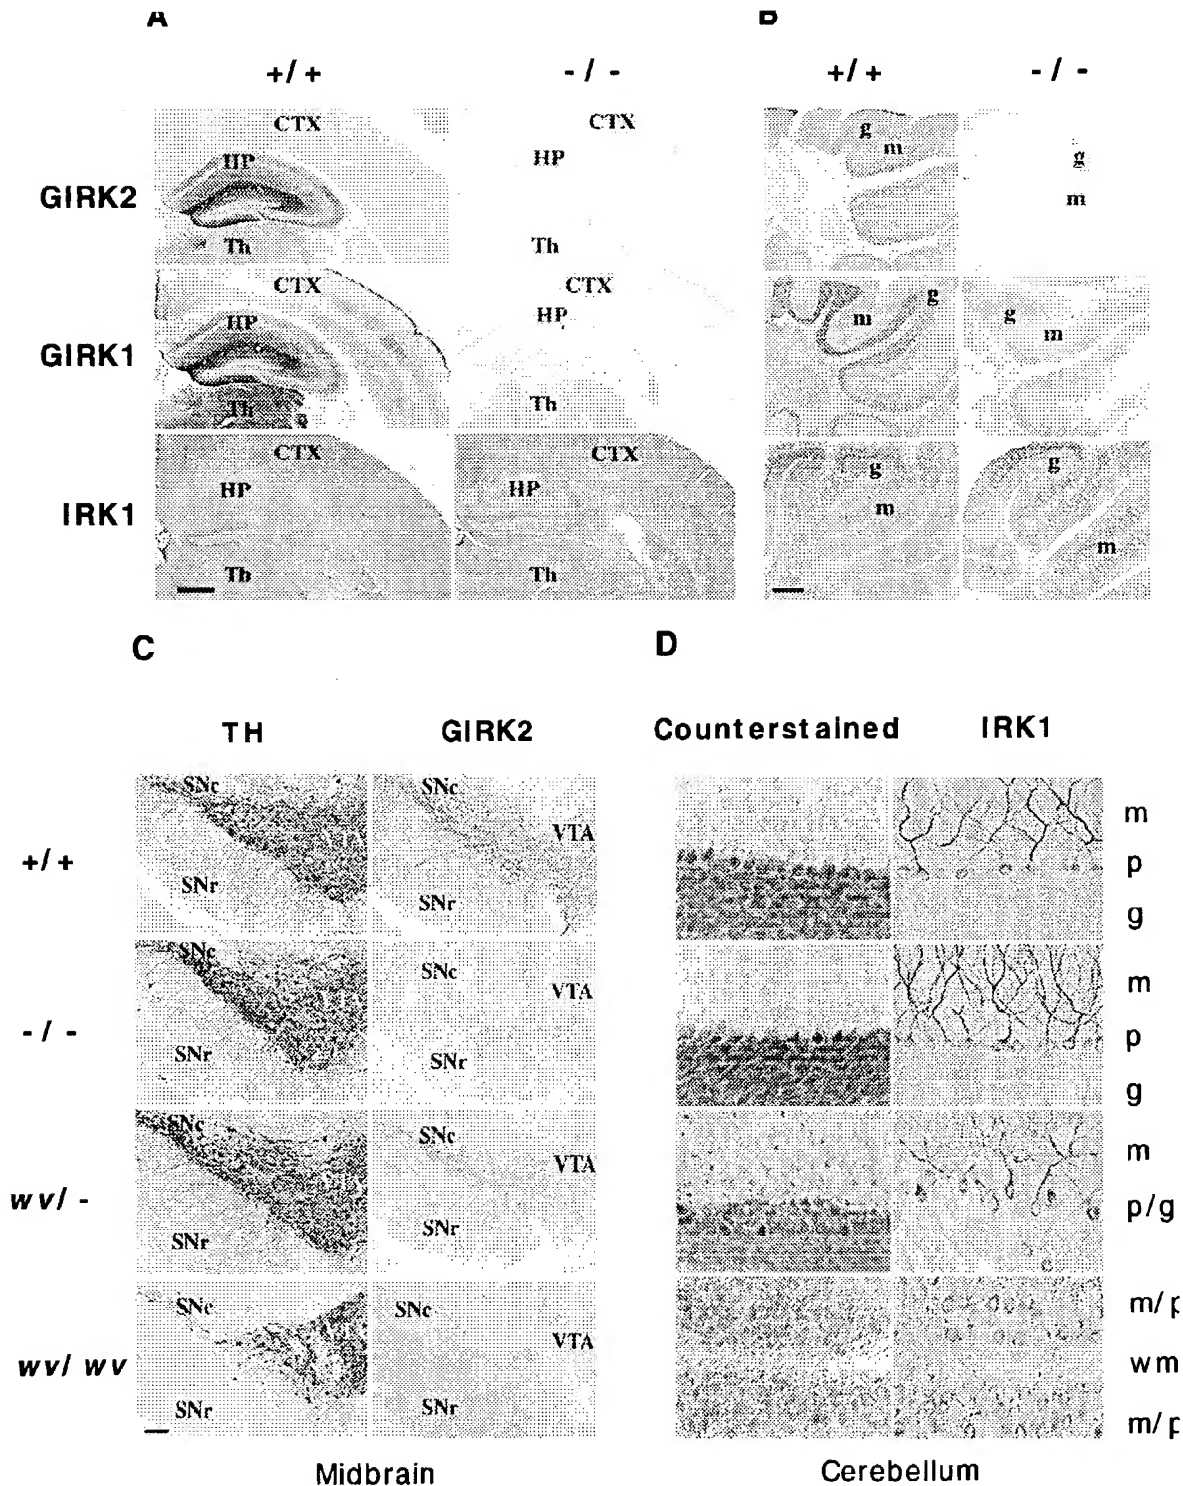 A B
+/+ -/- +/+ -/-
GIRK2
CTX CTX g m g
HP HP m
Th Th
GIRK1
CTX CTX g g
HP HP m m
Th Th
IRK1
CTX CTX g g
HP HP m m
Th Th
C D
TH GIRK2 Counterstained IRK1
+/+
SNc SNc m
VTA p
SNr SNr g
-/-
SNc SNc m
VTA p
SNr SNr g
wv/-
SNc SNc m
VTA p/g
SNr SNr
wv/wv
SNc SNc m/p
VTA wm
SNr SNr m/p
Midbrain Cerebellum